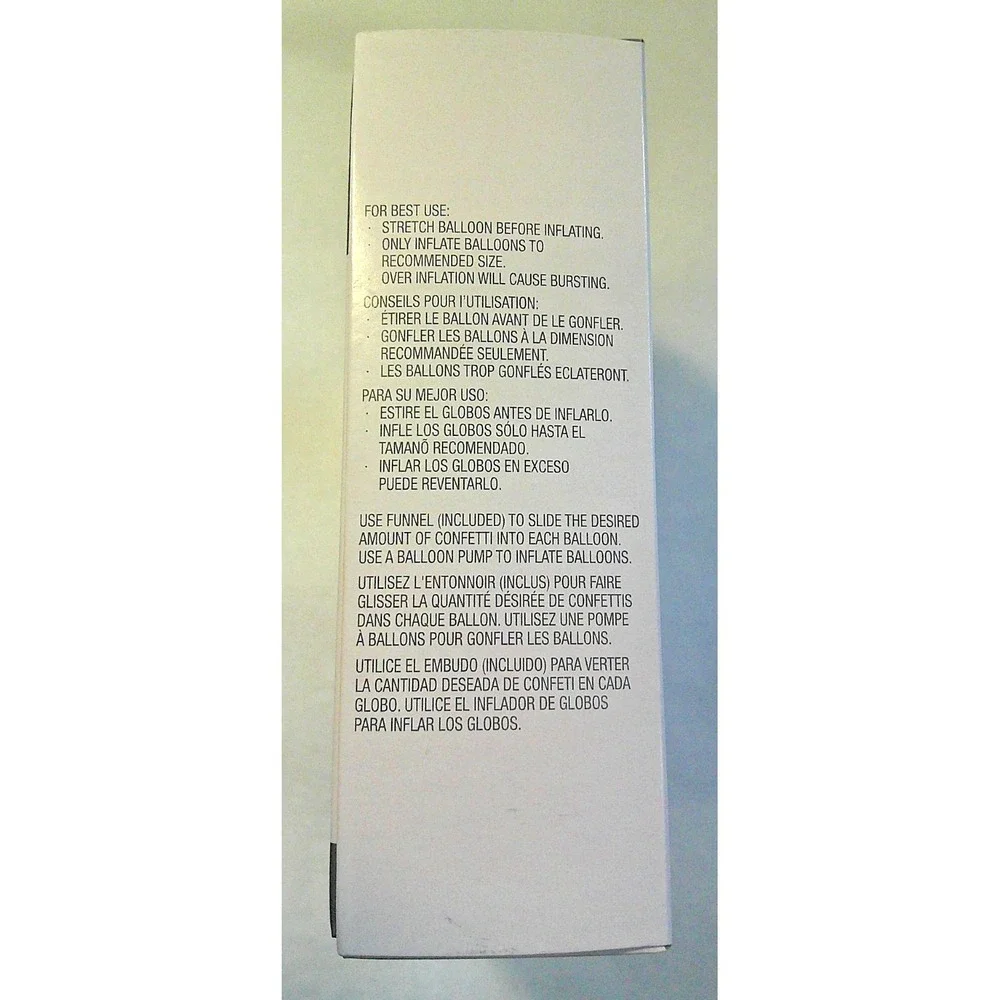 FOR BEST USE:
· STRETCH BALLOON BEFORE INFLATING.
· ONLY INFLATE BALLOONS TO
RECOMMENDED SIZE.
· OVER INFLATION WILL CAUSE BURSTING.
CONSEILS POUR l'UTILISATION:
· ÉTIRER LE BALLON AVANT DE LE GONFLER.
· GONFLER LES BALLONS À LA DIMENSION
RECOMMANDÉE SEULEMENT.
· LES BALLONS TROP GONFLÉS ECLATERONT.
PARA SU MEJOR USO:
· ESTIRE EL GLOBOS ANTES DE INFLARLO.
· INFLE LOS GLOBOS SÓLO HASTA EL
TAMANÕ RECOMENDADO.
· INFLAR LOS GLOBOS EN EXCESO
PUEDE REVENTARLO.
USE FUNNEL (INCLUDED) TO SLIDE THE DESIRED
AMOUNT OF CONFETTI INTO EACH BALLOON.
USE A BALLOON PUMP TO INFLATE BALLOONS.
UTILISEZ L'ENTONNOIR (INCLUS) POUR FAIRE
GLISSER LA QUANTITÉ DÉSIRÉE DE CONFETTIS
DANS CHAQUE BALLON. UTILISEZ UNE POMPE
À BALLONS POUR GONFLER LES BALLONS.
UTILICE EL EMBUDO (INCLUIDO) PARA VERTER
LA CANTIDAD DESEADA DE CONFETI EN CADA
GLOBO. UTILICE EL INFLADOR DE GLOBOS
PARA INFLAR LOS GLOBOS.